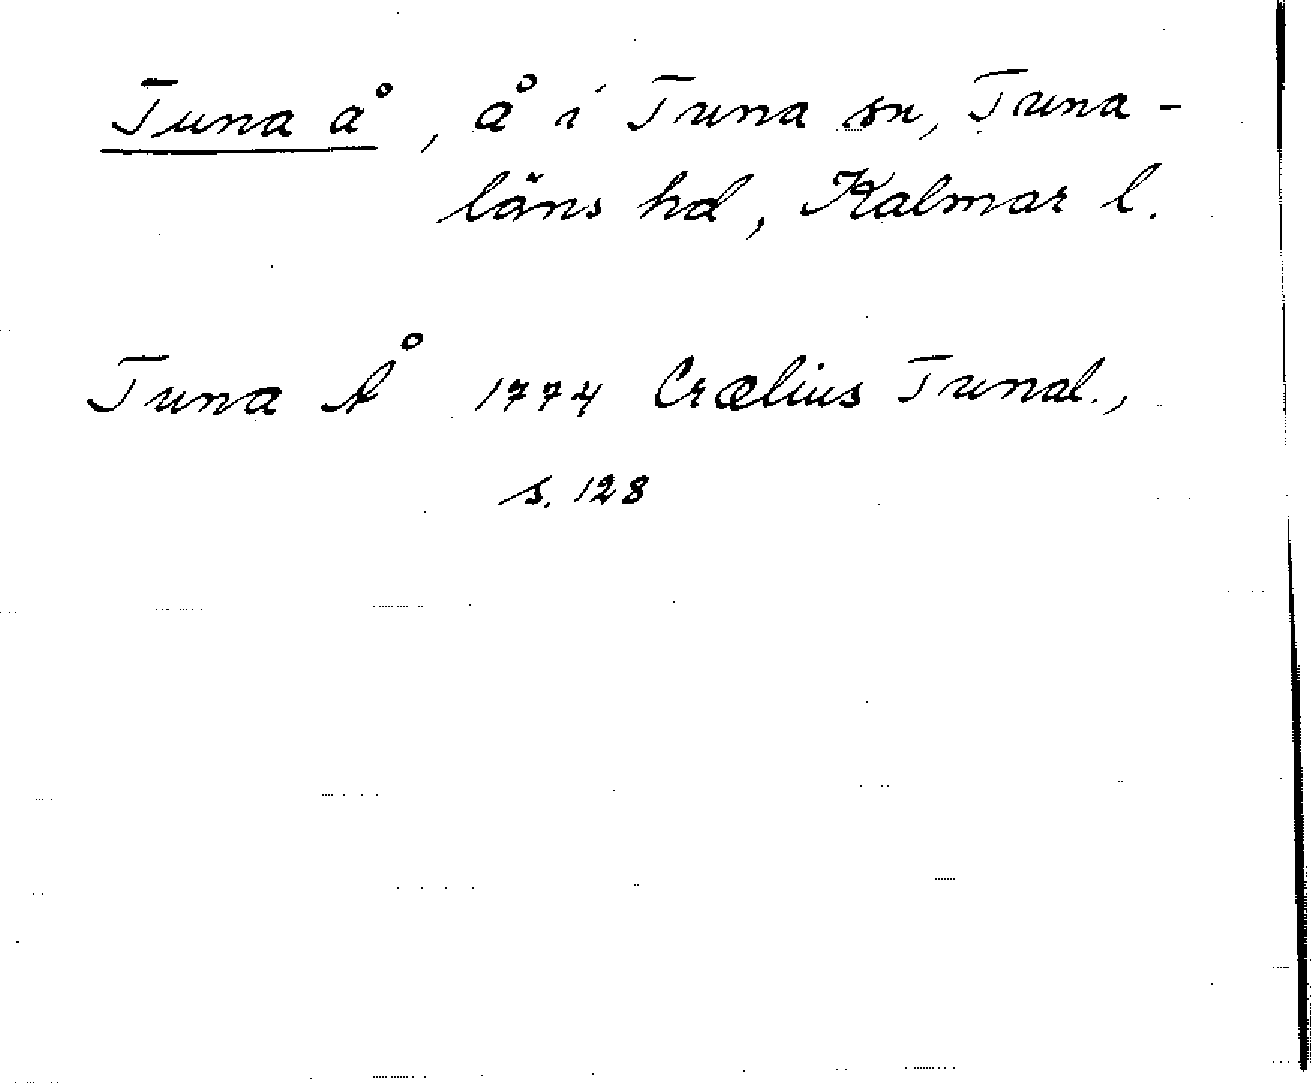 Tuna å, å i Tuna sn, Tuna-
läns hd, Kalmar l.
Tuna Å 1774 Crælius Tunal.,
s. 128